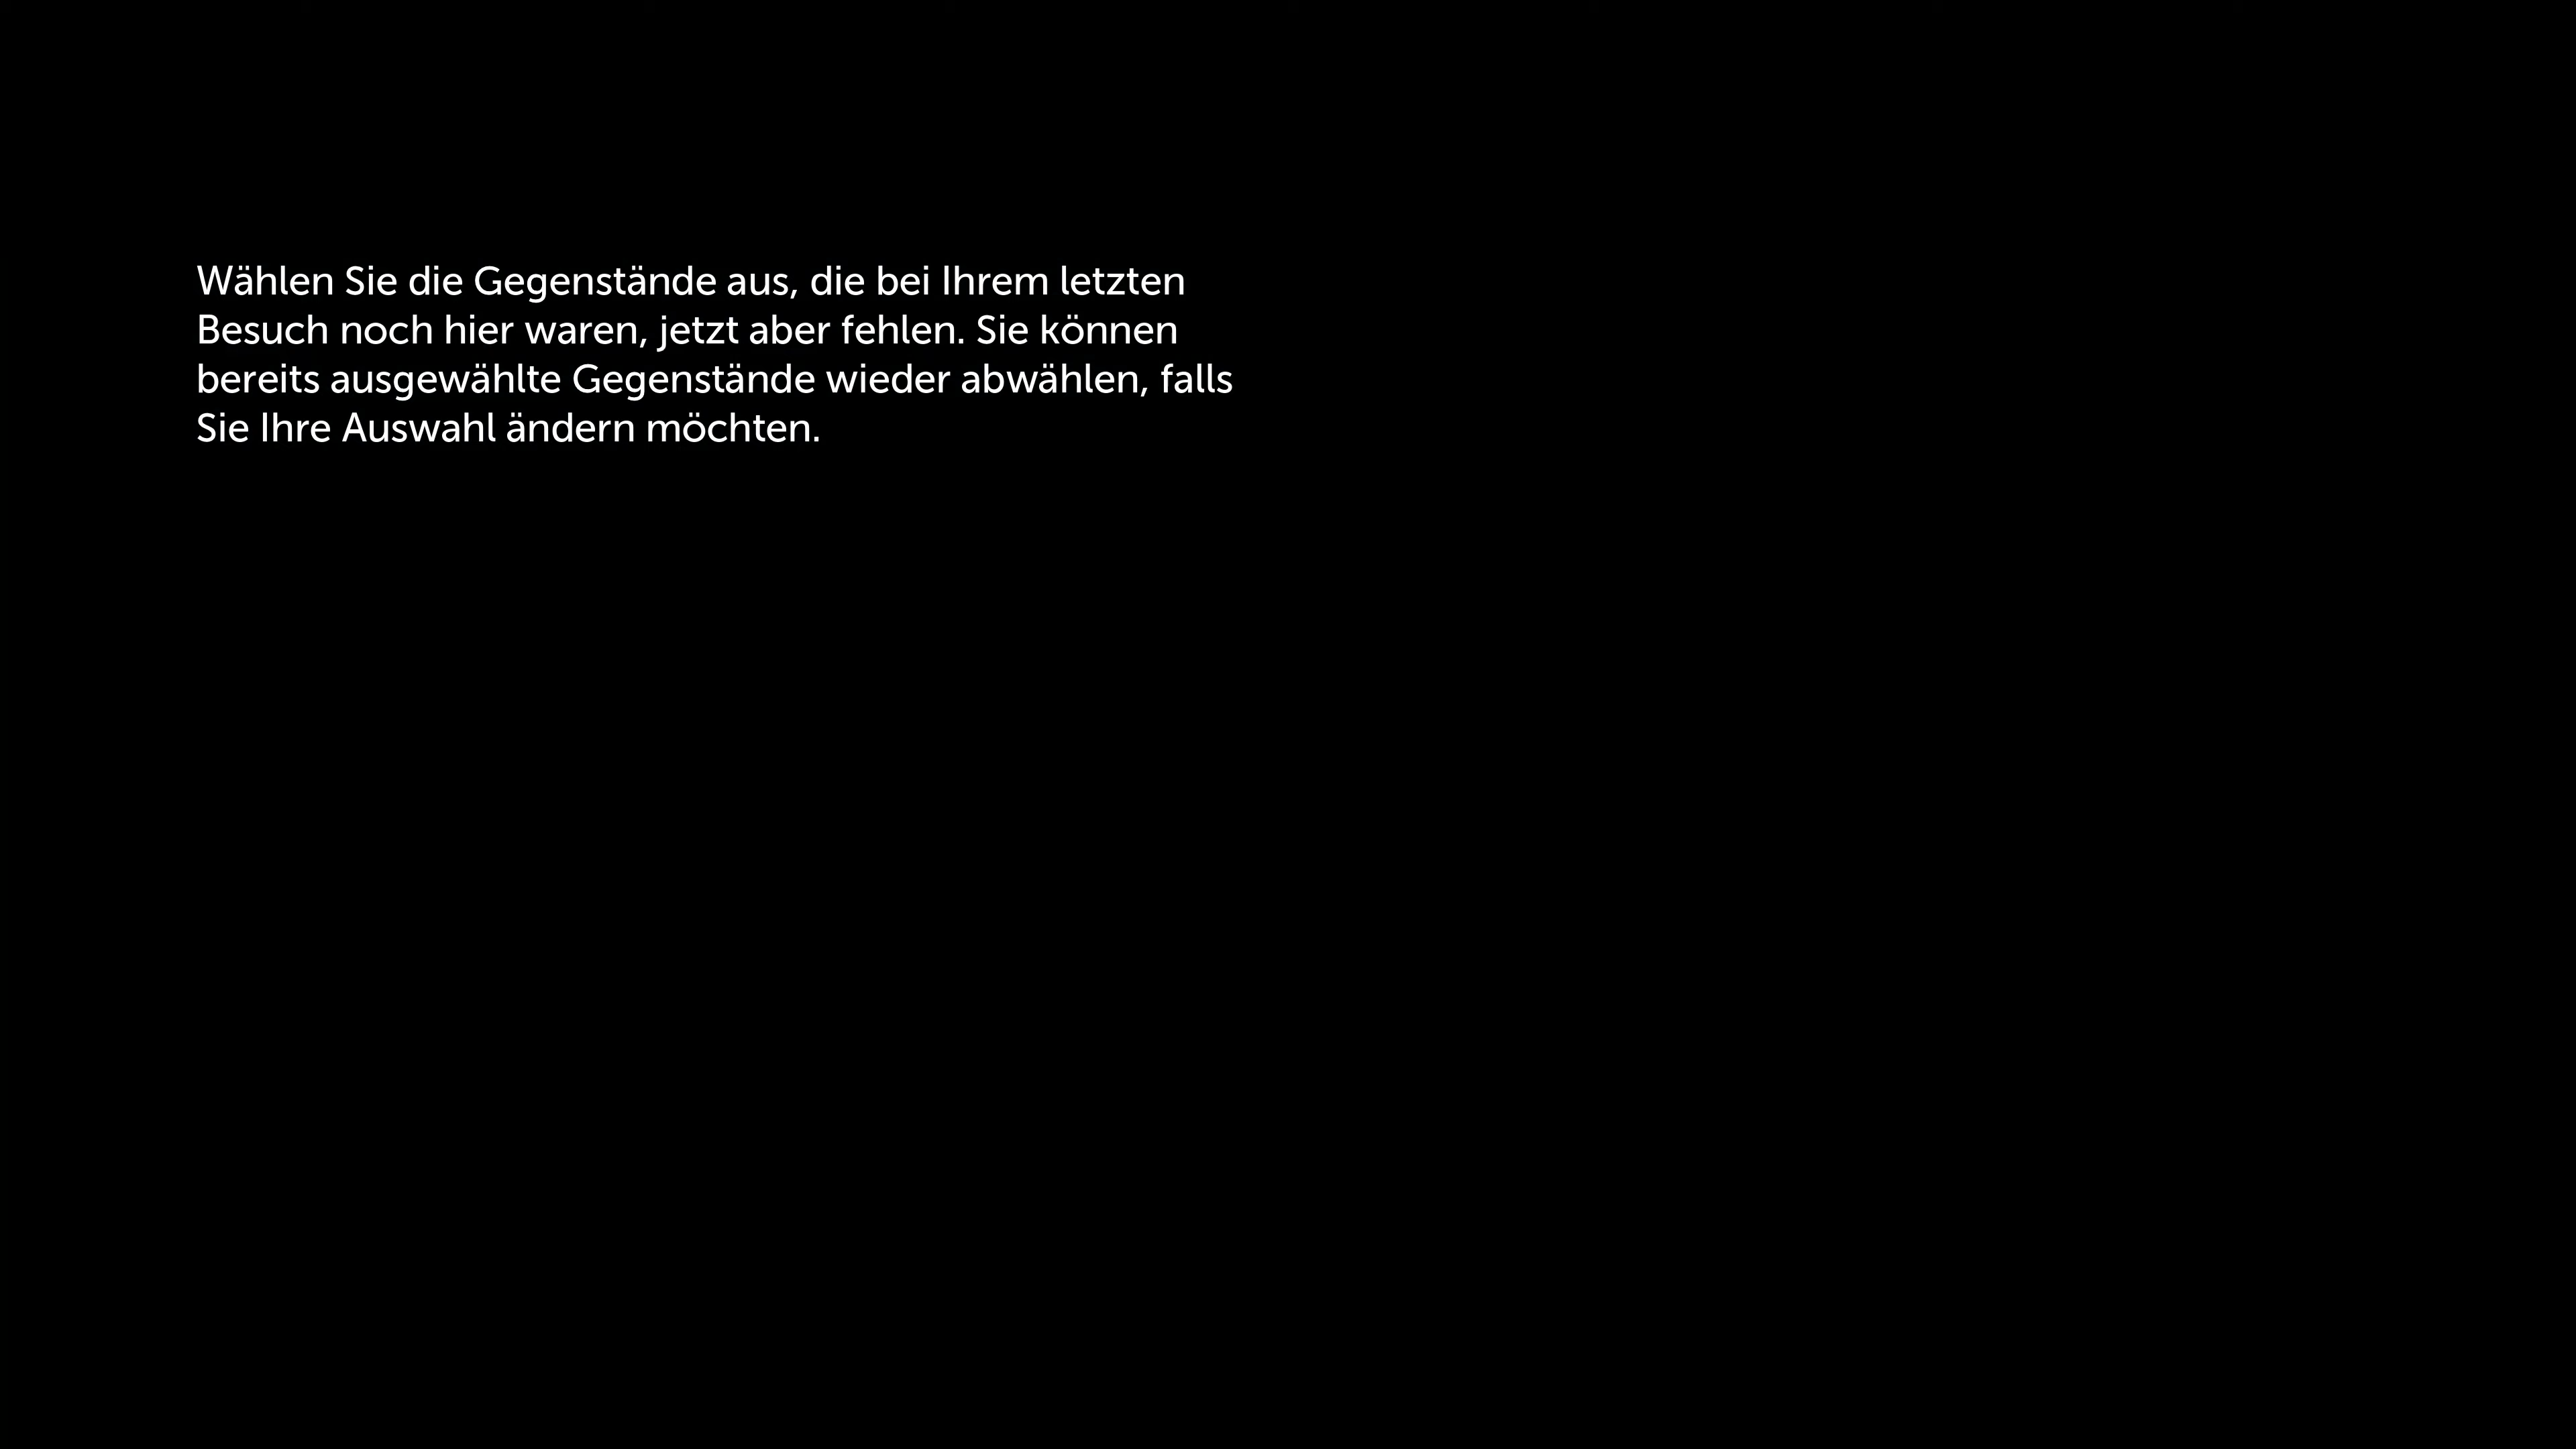 Wählen Sie die Gegenstände aus, die bei Ihrem letzten
Besuch noch hier waren, jetzt aber fehlen. Sie können
bereits ausgewählte Gegenstände wieder abwählen, falls
Sie Ihre Auswahl ändern möchten.